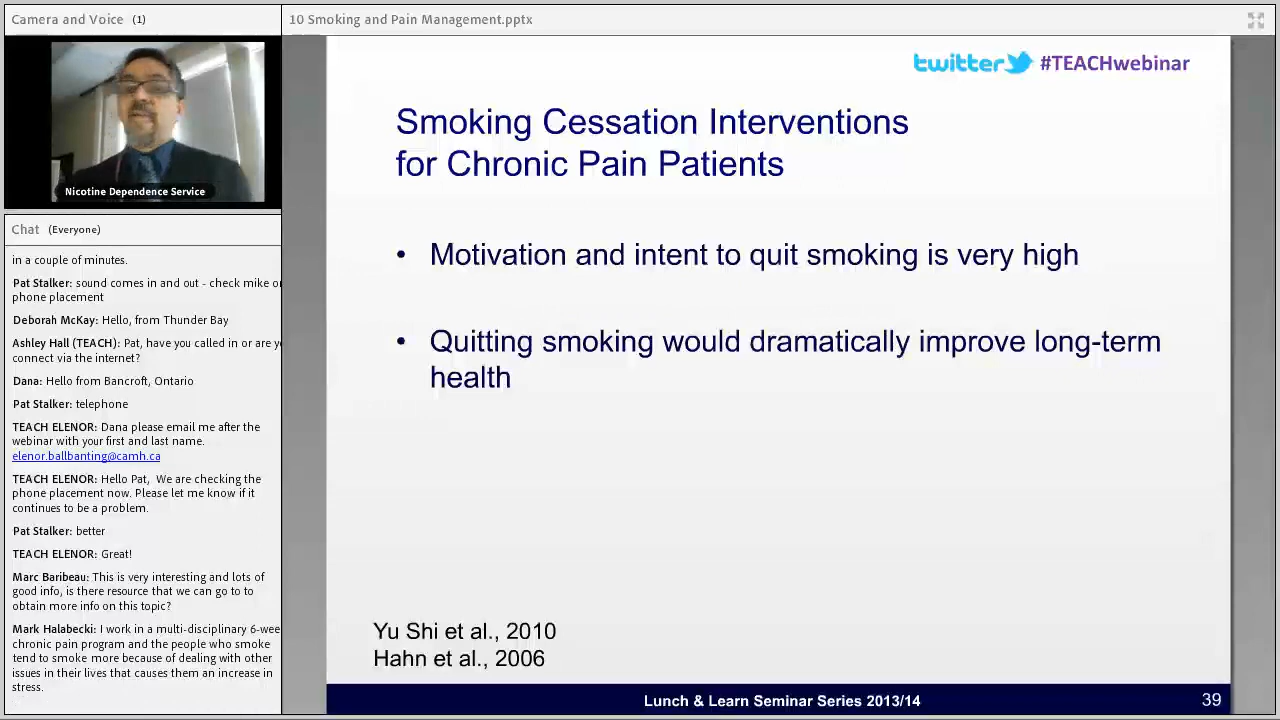 Camera and Voice (1)
10 Smoking and Pain Management.pptx
Nicotine Dependence Service
Chat (Everyone)
in a couple of minutes.
Pat Stalker: sound comes in and out - check mike or
phone placement
Deborah McKay: Hello, from Thunder Bay
Ashley Hall (TEACH): Pat, have you called in or are
connect via the internet?
Dana: Hello from Bancroft, Ontario
Pat Stalker: telephone
TEACH ELENOR: Dana please email me after the
webinar with your first and last name.
elenor.ballbanting@camh.ca
TEACH ELENOR: Hello Pat, We are checking the
phone placement now. Please let me know if it
continues to be a problem.
Pat Stalker: better
TEACH ELENOR: Great!
Marc Baribeau: This is very interesting and lots of
good info, is there resource that we can go to to
obtain more info on this topic?
Mark Halabecki: I work in a multi-disciplinary
chronic pain program and the people who smoke
tend to smoke more because of dealing with other
issues in their lives that causes them an increase in
stress.
twitter #TEACHwebinar
Smoking Cessation Interventions
for Chronic Pain Patients
• Motivation and intent to quit smoking is very high
• Quitting smoking would dramatically improve long-term
health
Yu Shi et al., 2010
Hahn et al., 2006
Lunch & Learn Seminar Series 2013/14
39